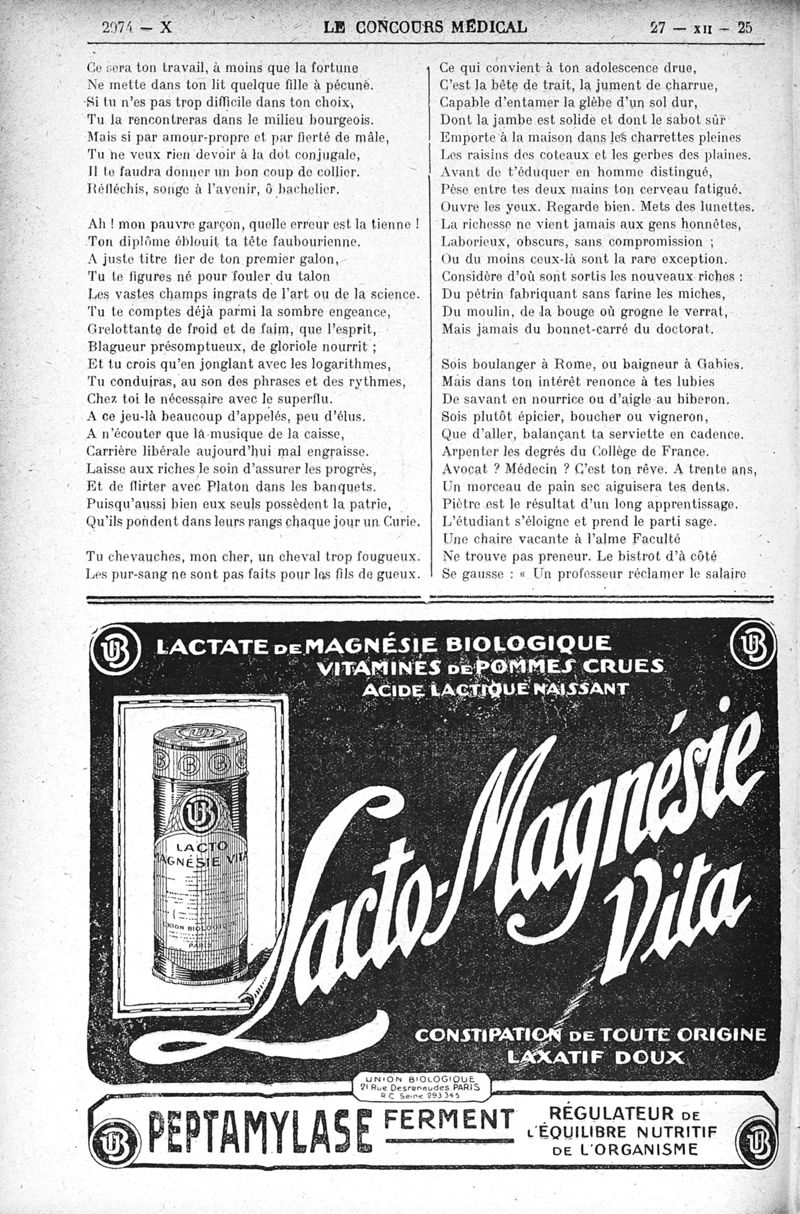 2974 — X
LE CONCOURS MÉDICAL
27 — XII — 25
Ce sera ton travail, à moins que la fortune
Ne mette dans ton lit quelque fille à pécune.
Si tu n'es pas trop difficile dans ton choix,
Tu la rencontreras dans le milieu bourgeois.
Mais si par amour-propre et par fierté de mâle,
Tu ne veux rien devoir à la dot conjugale,
Il te faudra donner un bon coup de collier.
Réfléchis, songe à l'avenir, ô bachelier.
Ah ! mon pauvre garçon, quelle erreur est la tienne !
Ton diplôme éblouit ta tête faubourienne.
A juste titre fier de ton premier galon,
Tu te figures né pour fouler du talon
Les vastes champs ingrats de l'art ou de la science.
Tu te comptes déjà parmi la sombre engeance,
Grelottante de froid et de faim, que l'esprit,
Blagueur présomptueux, de gloriole nourrit ;
Et tu crois qu'en jonglant avec les logarithmes,
Tu conduiras, au son des phrases et des rythmes,
Chez toi le nécessaire avec le superflu.
A ce jeu-là beaucoup d'appelés, peu d'élus.
A n'écouter que la musique de la caisse,
Carrière libérale aujourd'hui mal engraisse.
Laisse aux riches le soin d'assurer les progrès,
Et de flirter avec Platon dans les banquets.
Puisqu'aussi bien eux seuls possèdent la patrie,
Qu'ils pondent dans leurs rangs chaque jour un Curie.
Tu chevauches, mon cher, un cheval trop fougueux.
Les pur-sang ne sont pas faits pour les fils de gueux.
Ce qui convient à ton adolescence drue,
C'est la bête de trait, la jument de charrue,
Capable d'entamer la glèbe d'un sol dur,
Dont la jambe est solide et dont le sabot sûr
Emporte à la maison dans les charrettes pleines
Les raisins des coteaux et les gerbes des plaines.
Avant de t'éduquer en homme distingué,
Pèse entre tes deux mains ton cerveau fatigué.
Ouvre les yeux. Regarde bien. Mets des lunettes.
La richesse ne vient jamais aux gens honnêtes,
Laborieux, obscurs, sans compromission ;
Ou du moins ceux-là sont la rare exception.
Considère d'où sont sortis les nouveaux riches :
Du pétrin fabriquant sans farine les miches,
Du moulin, de la bouge où grogne le verrat,
Mais jamais du bonnet-carré du doctorat.
Sois boulanger à Rome, ou baigneur à Gabies.
Mais dans ton intérêt renonce à tes lubies
De savant en nourrice ou d'aigle au biberon.
Sois plutôt épicier, boucher ou vigneron,
Que d'aller, balançant ta serviette en cadence.
Arpenter les degrés du Collège de France.
Avocat ? Médecin ? C'est ton rêve. A trente ans,
Un morceau de pain sec aiguisera tes dents.
Piètre est le résultat d'un long apprentissage.
L'étudiant s'éloigne et prend le parti sage.
Une chaire vacante à l'alme Faculté
Ne trouve pas preneur. Le bistrot d'à côté
Se gausse : « Un professeur réclamer le salaire
UB
LACTATE DE MAGNÉSIE BIOLOGIQUE
VITAMINES DE POMMES CRUES
ACIDE LACTIQUE NAISSANT
UB
UB
B
B
UB
LACTO
MAGNÉSIE VITA
UNION BIOLOGIQUE
PARIS
Lacto-Magnésie
Vita
CONSTIPATION DE TOUTE ORIGINE
LAXATIF DOUX
UNION BIOLOGIQUE
21 Rue Desrenaudes PARIS
R C Seine 293 345
UB
PEPTAMYLASE
FERMENT
RÉGULATEUR DE
L'ÉQUILIBRE NUTRITIF
DE L'ORGANISME
UB